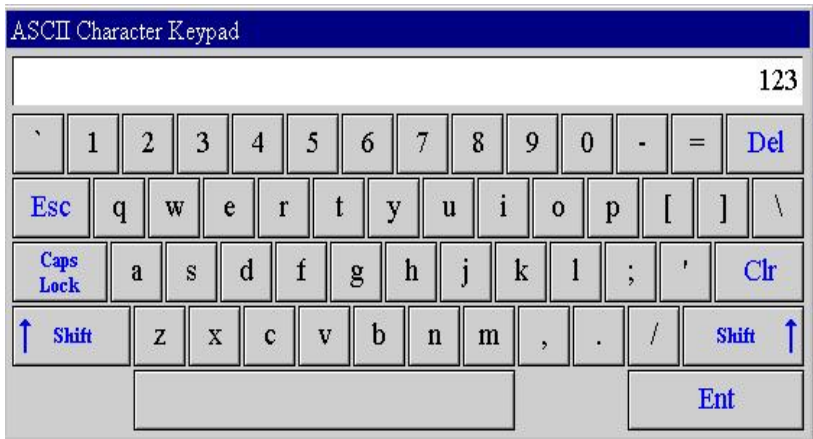 ASCII Character Keypad
123
` 1 2 3 4 5 6 7 8 9 0 - = Del
Esc q w e r t y u i o p [ ] \
Caps Lock a s d f g h j k l ; ' Clr
↑ Shift z x c v b n m , . / Shift ↑
Ent